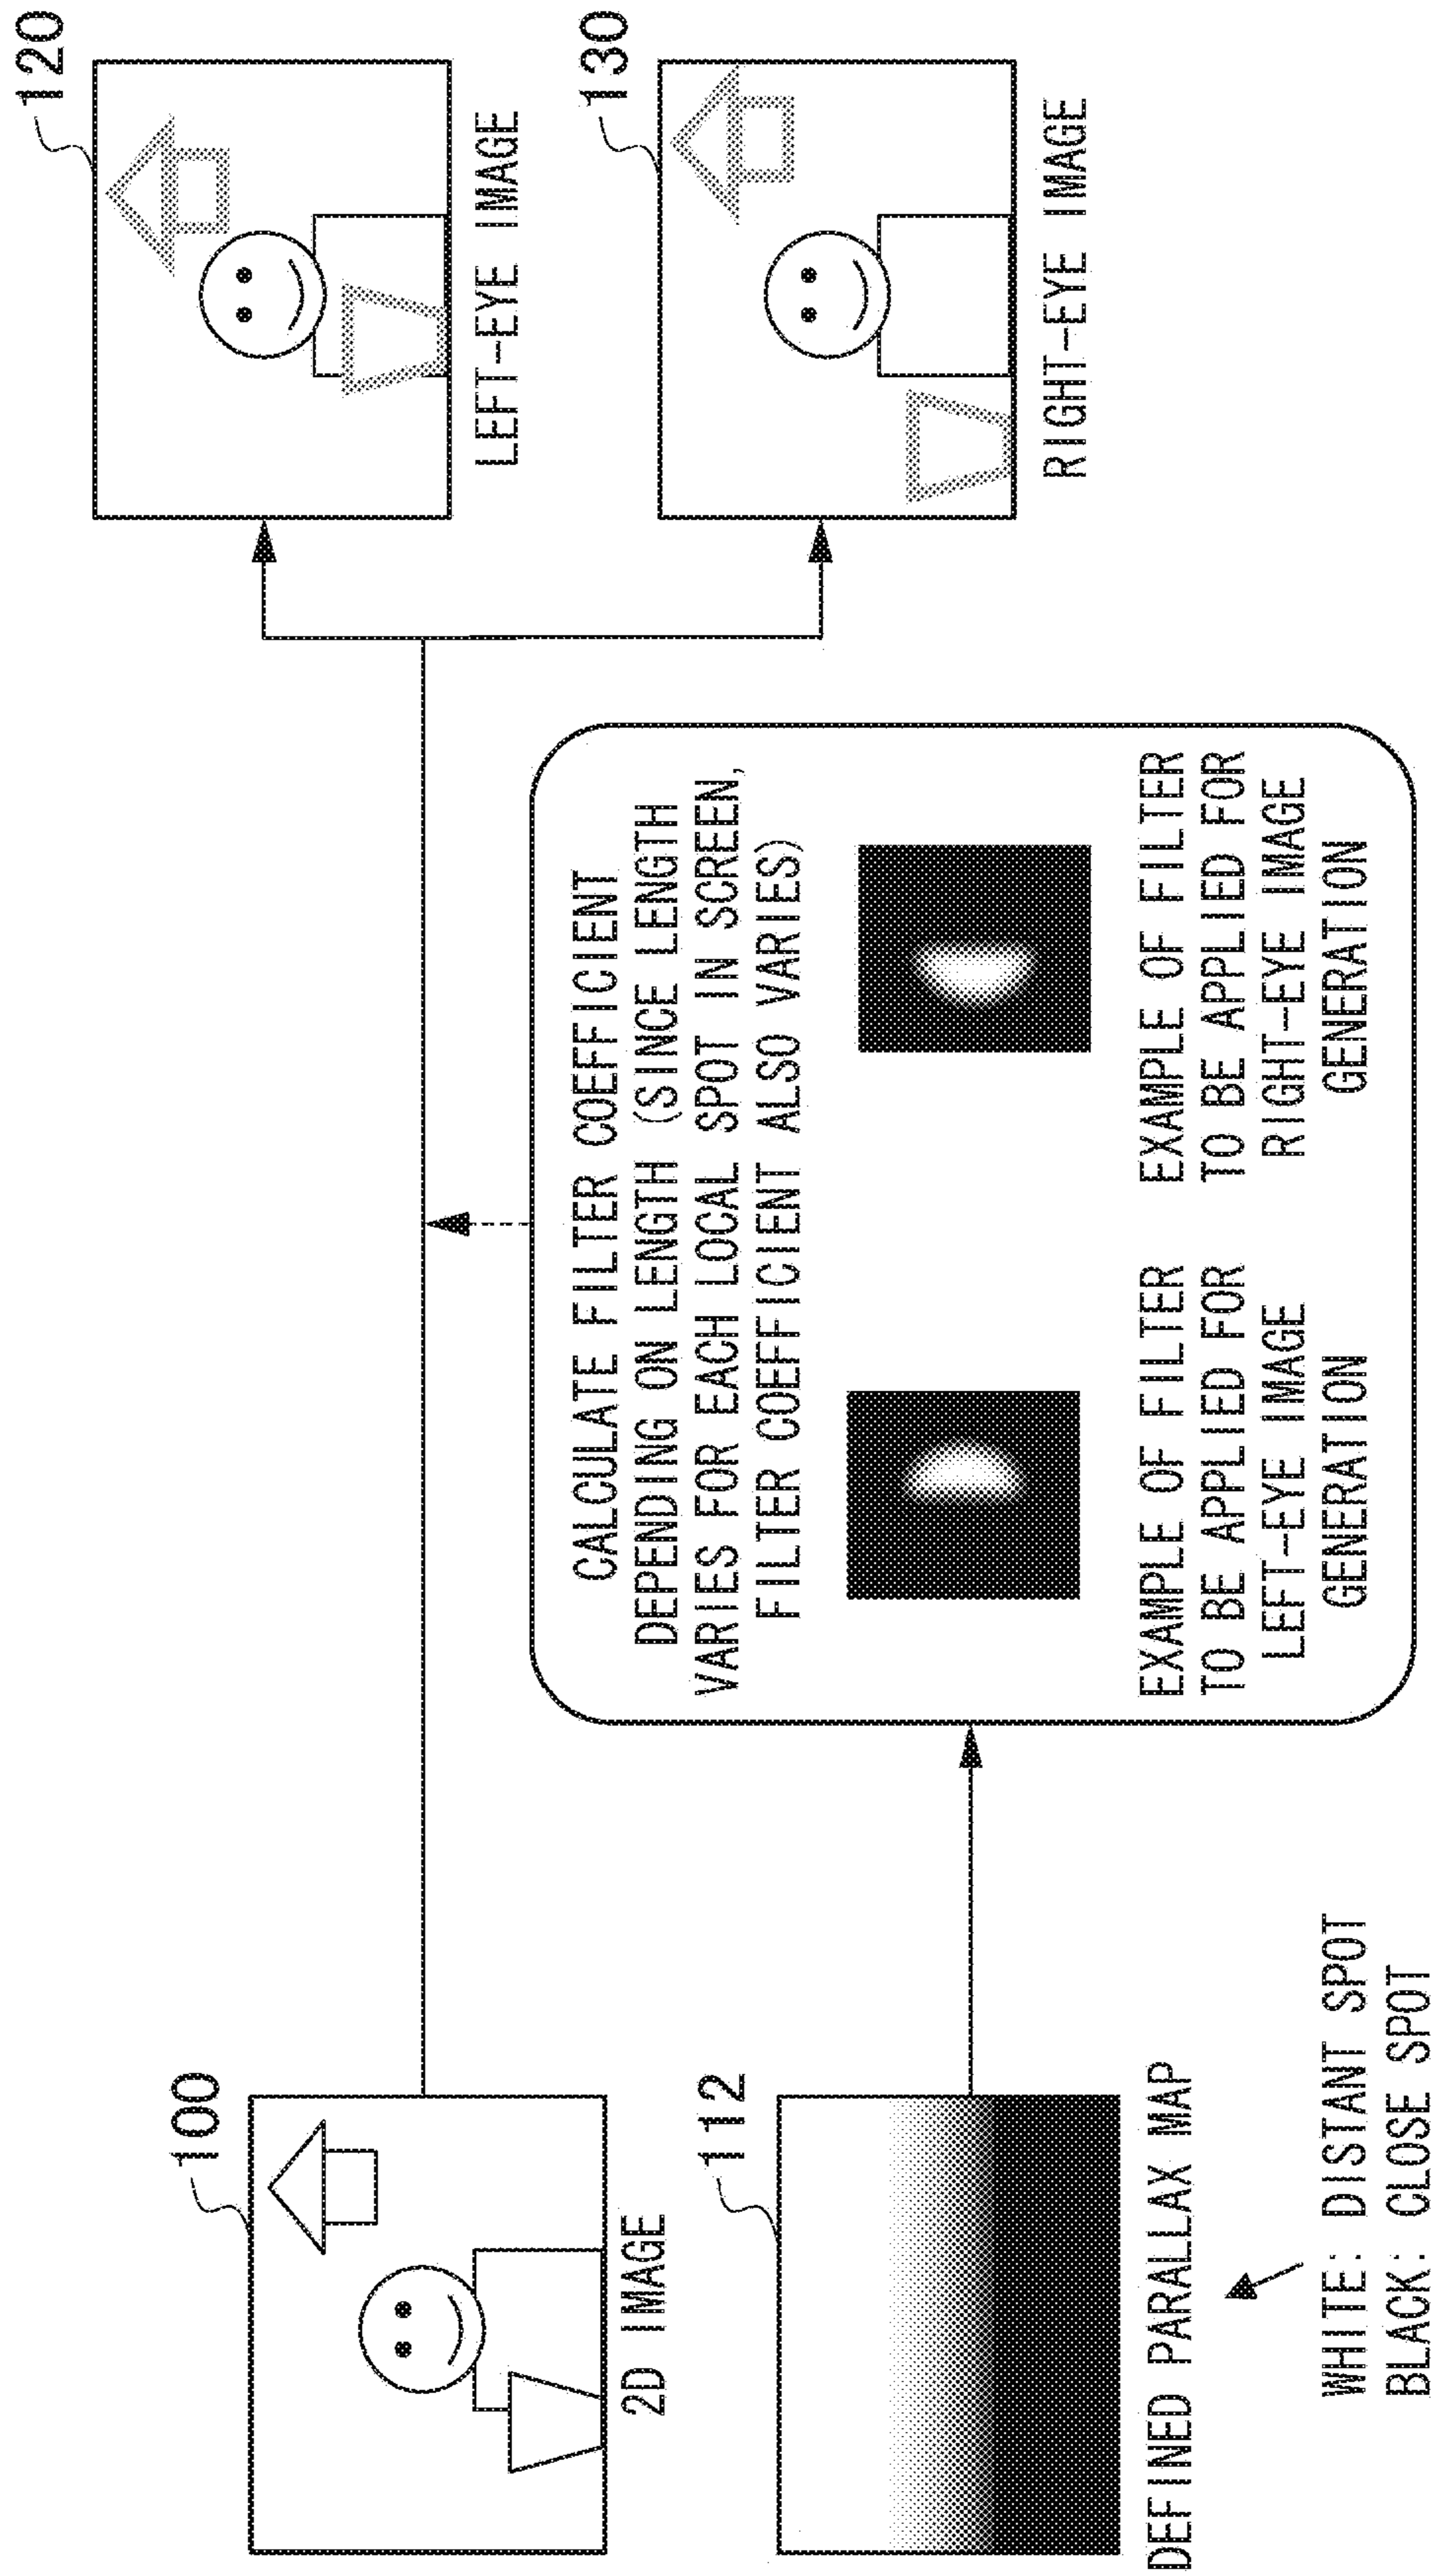 100
2D IMAGE
112
DEFINED PARALLAX MAP
WHITE: DISTANT SPOT
BLACK: CLOSE SPOT
CALCULATE FILTER COEFFICIENT
DEPENDING ON LENGTH (SINCE LENGTH
VARIES FOR EACH LOCAL SPOT IN SCREEN,
FILTER COEFFICIENT ALSO VARIES)
EXAMPLE OF FILTER
TO BE APPLIED FOR
LEFT-EYE IMAGE
GENERATION
EXAMPLE OF FILTER
TO BE APPLIED FOR
RIGHT-EYE IMAGE
GENERATION
120
LEFT-EYE IMAGE
130
RIGHT-EYE IMAGE